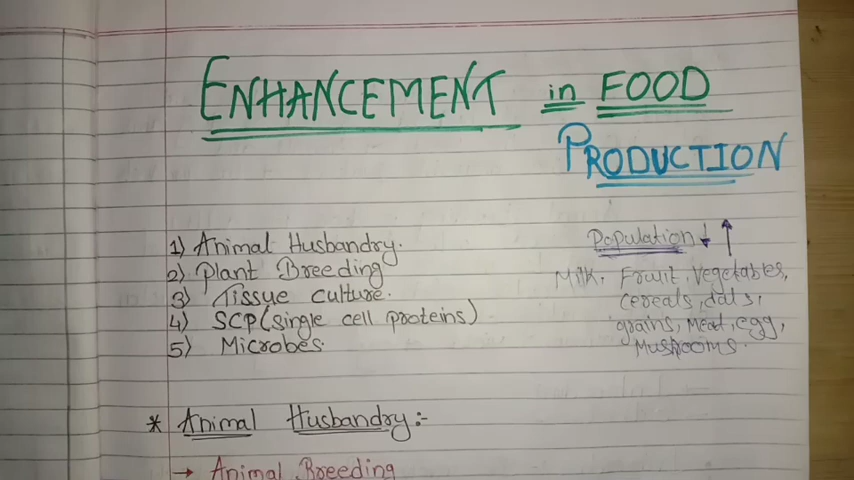 ENHANCEMENT in FOOD
PRODUCTION
1) Animal Husbandry.
2) Plant Breeding
3) Tissue culture.
4) SCP(single cell proteins)
5) Microbes.
Population ↓ ↑
Milk, Fruit, vegetables,
cereals, dals,
grains, Meat, egg,
Mushrooms.
* Animal Husbandry:-
→ Animal Breeding